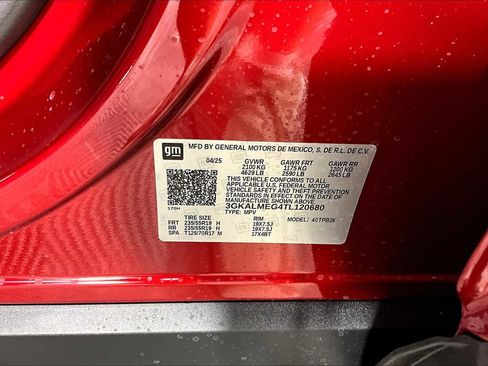 gm
MFD BY GENERAL MOTORS DE MEXICO, S. DE R.L. DE C.V.
04/25 GVWR GAWR FRT GAWR RR
2100 KG 1175 KG 1200 KG
4629 LB 2590 LB 2645 LB
THIS VEHICLE CONFORMS TO ALL
APPLICABLE U.S. FEDERAL MOTOR
VEHICLE SAFETY AND THEFT
PREVENTION STANDARDS IN EFFECT
ON THE DATE OF MANUFACTURE SHOWN ABOVE.
3GKALMEG4TL120680
TYPE: MPV MODEL: 4OTPB26
TIRE SIZE RIM
FRT 235/55R19 H 19X7.5J
RR 235/55R19 H 19X7.5J
SPA T125/70R17 M 17X4BT